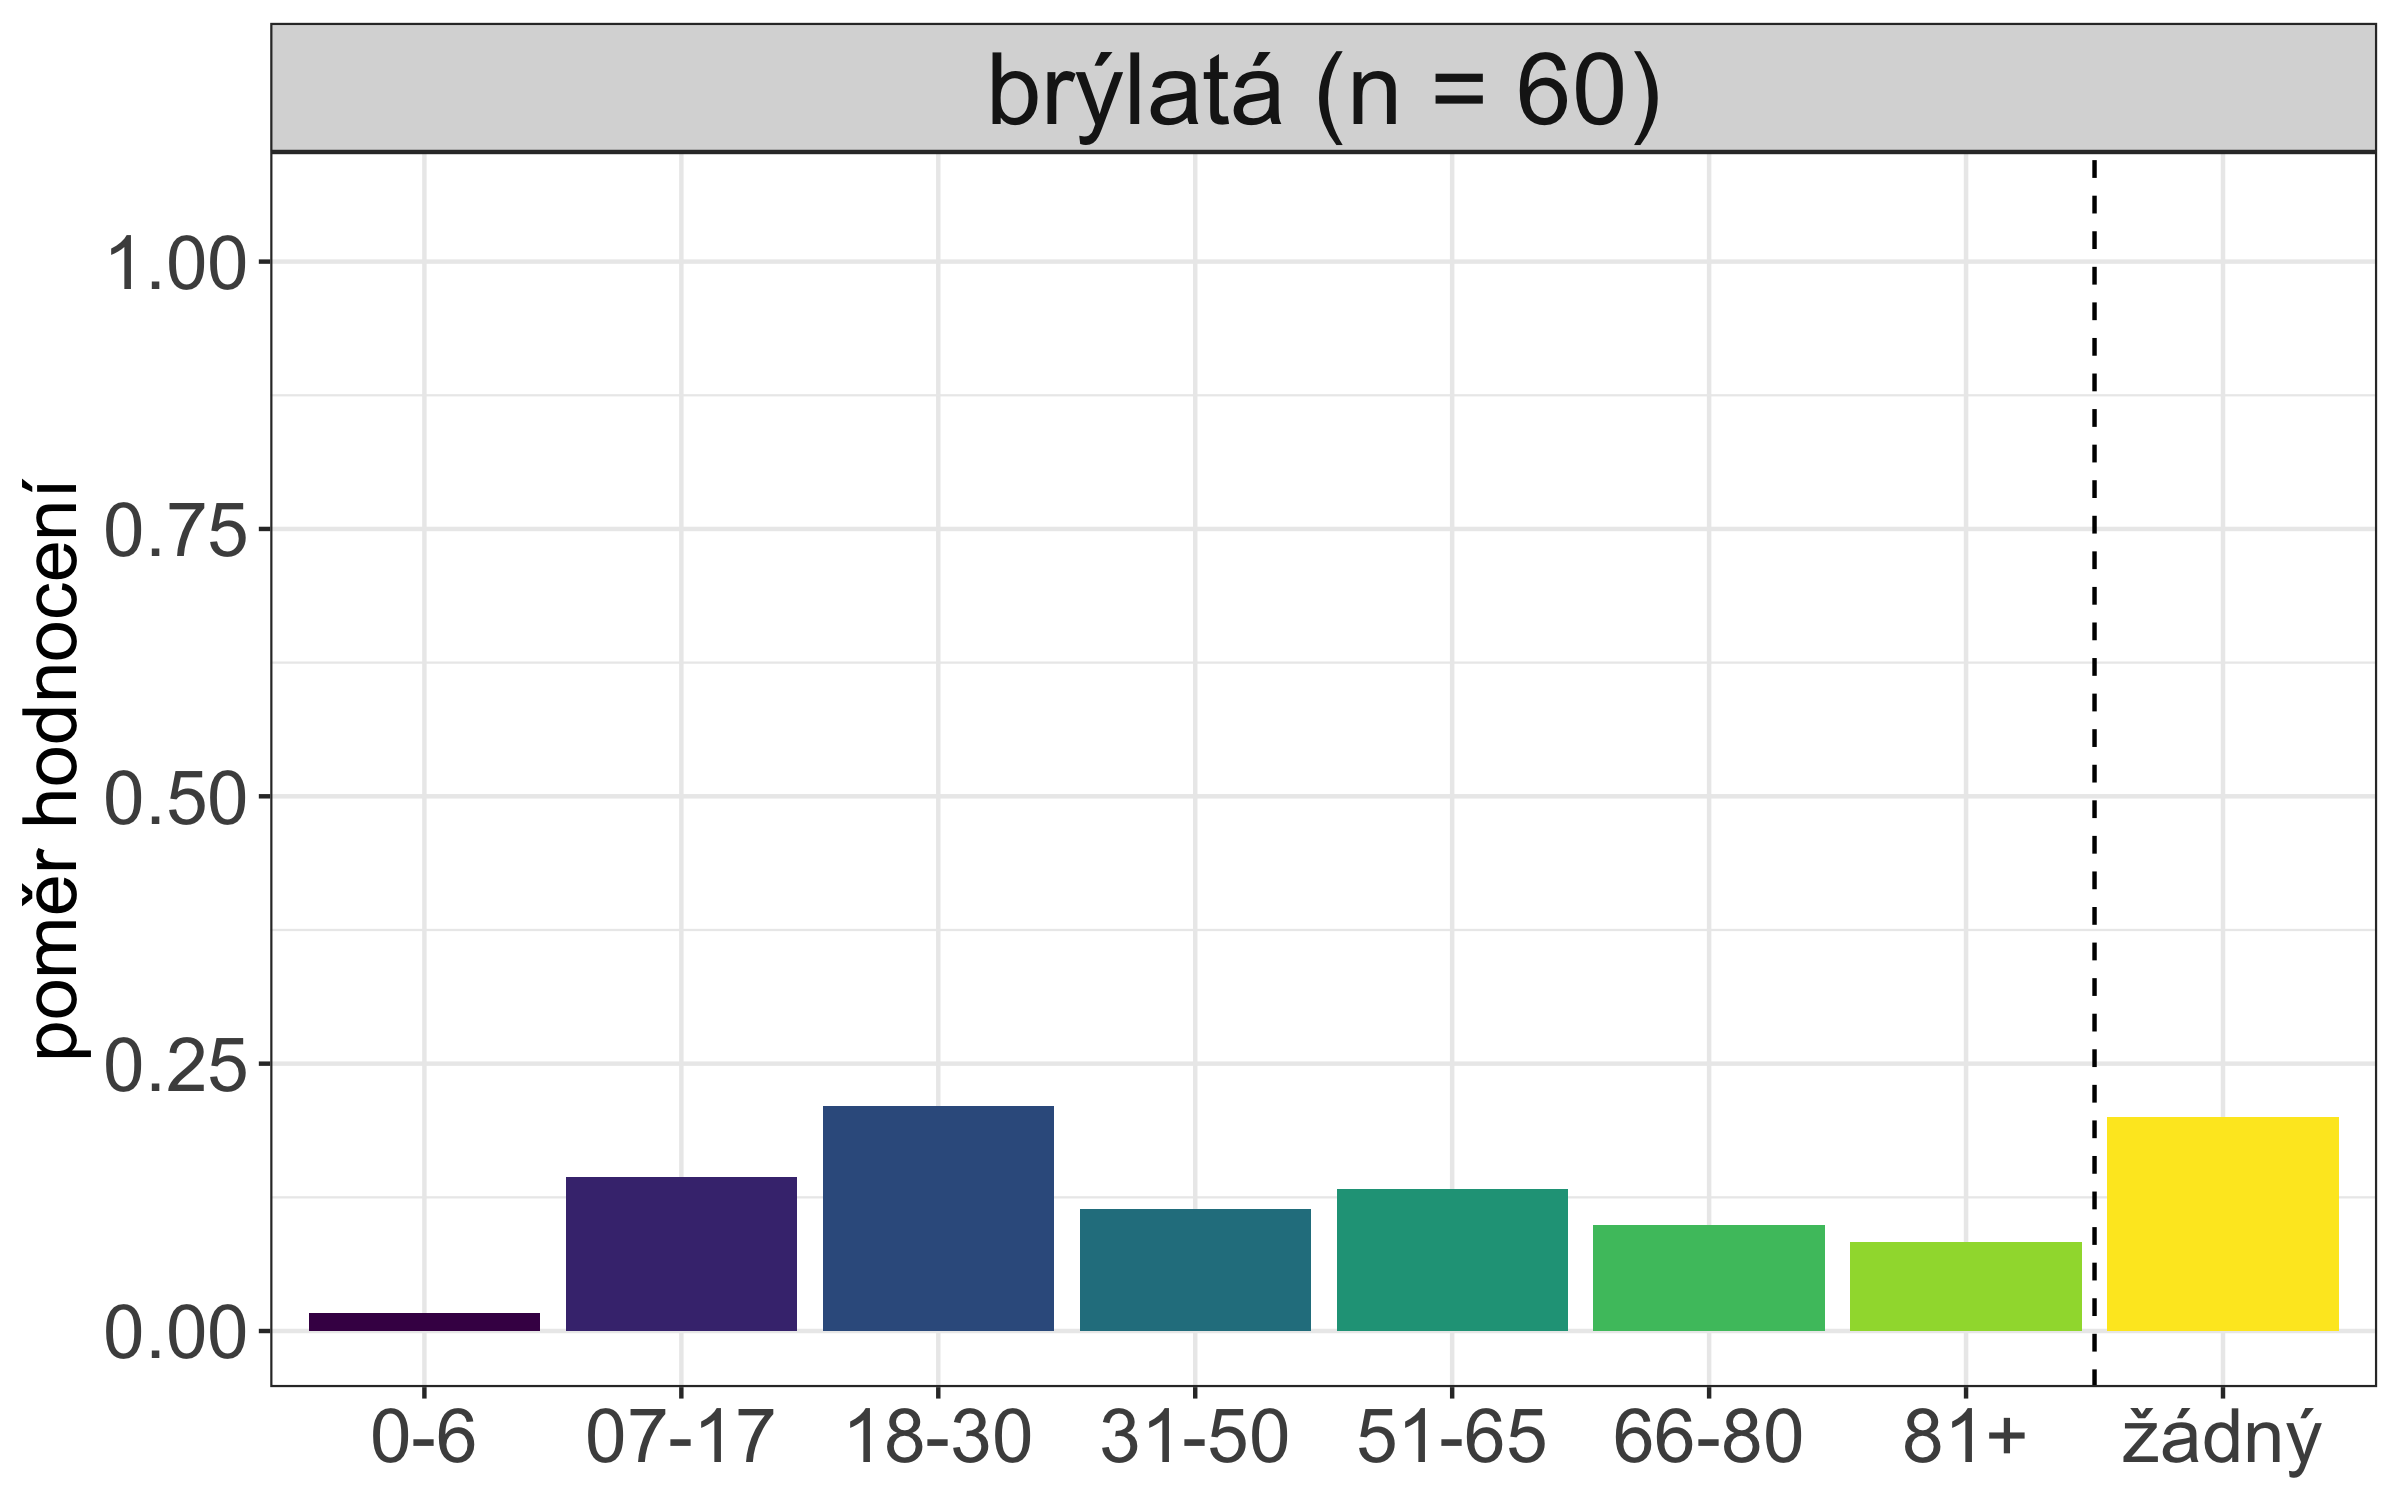 brýlatá (n = 60)
poměr hodnocení
1.00
0.75
0.50
0.25
0.00
0-6 07-17 18-30 31-50 51-65 66-80 81+ žádný